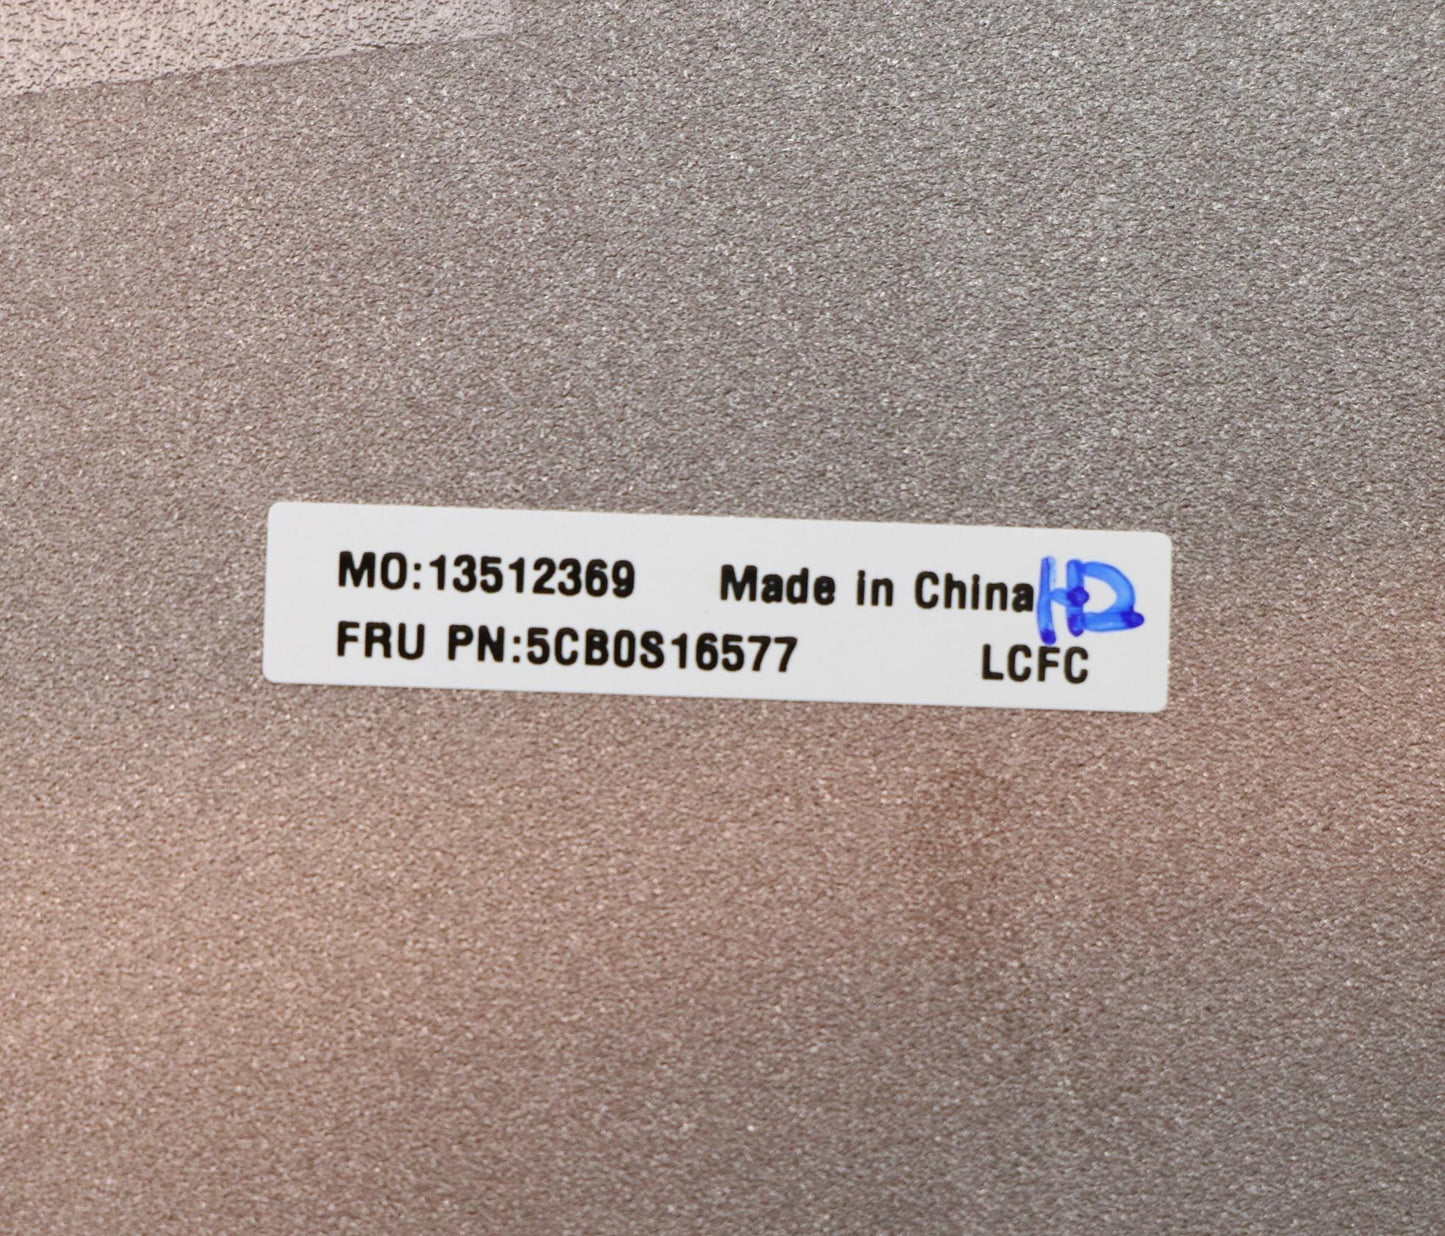 MO:13512369 Made in China HD
FRU PN:5CB0S16577 LCFC